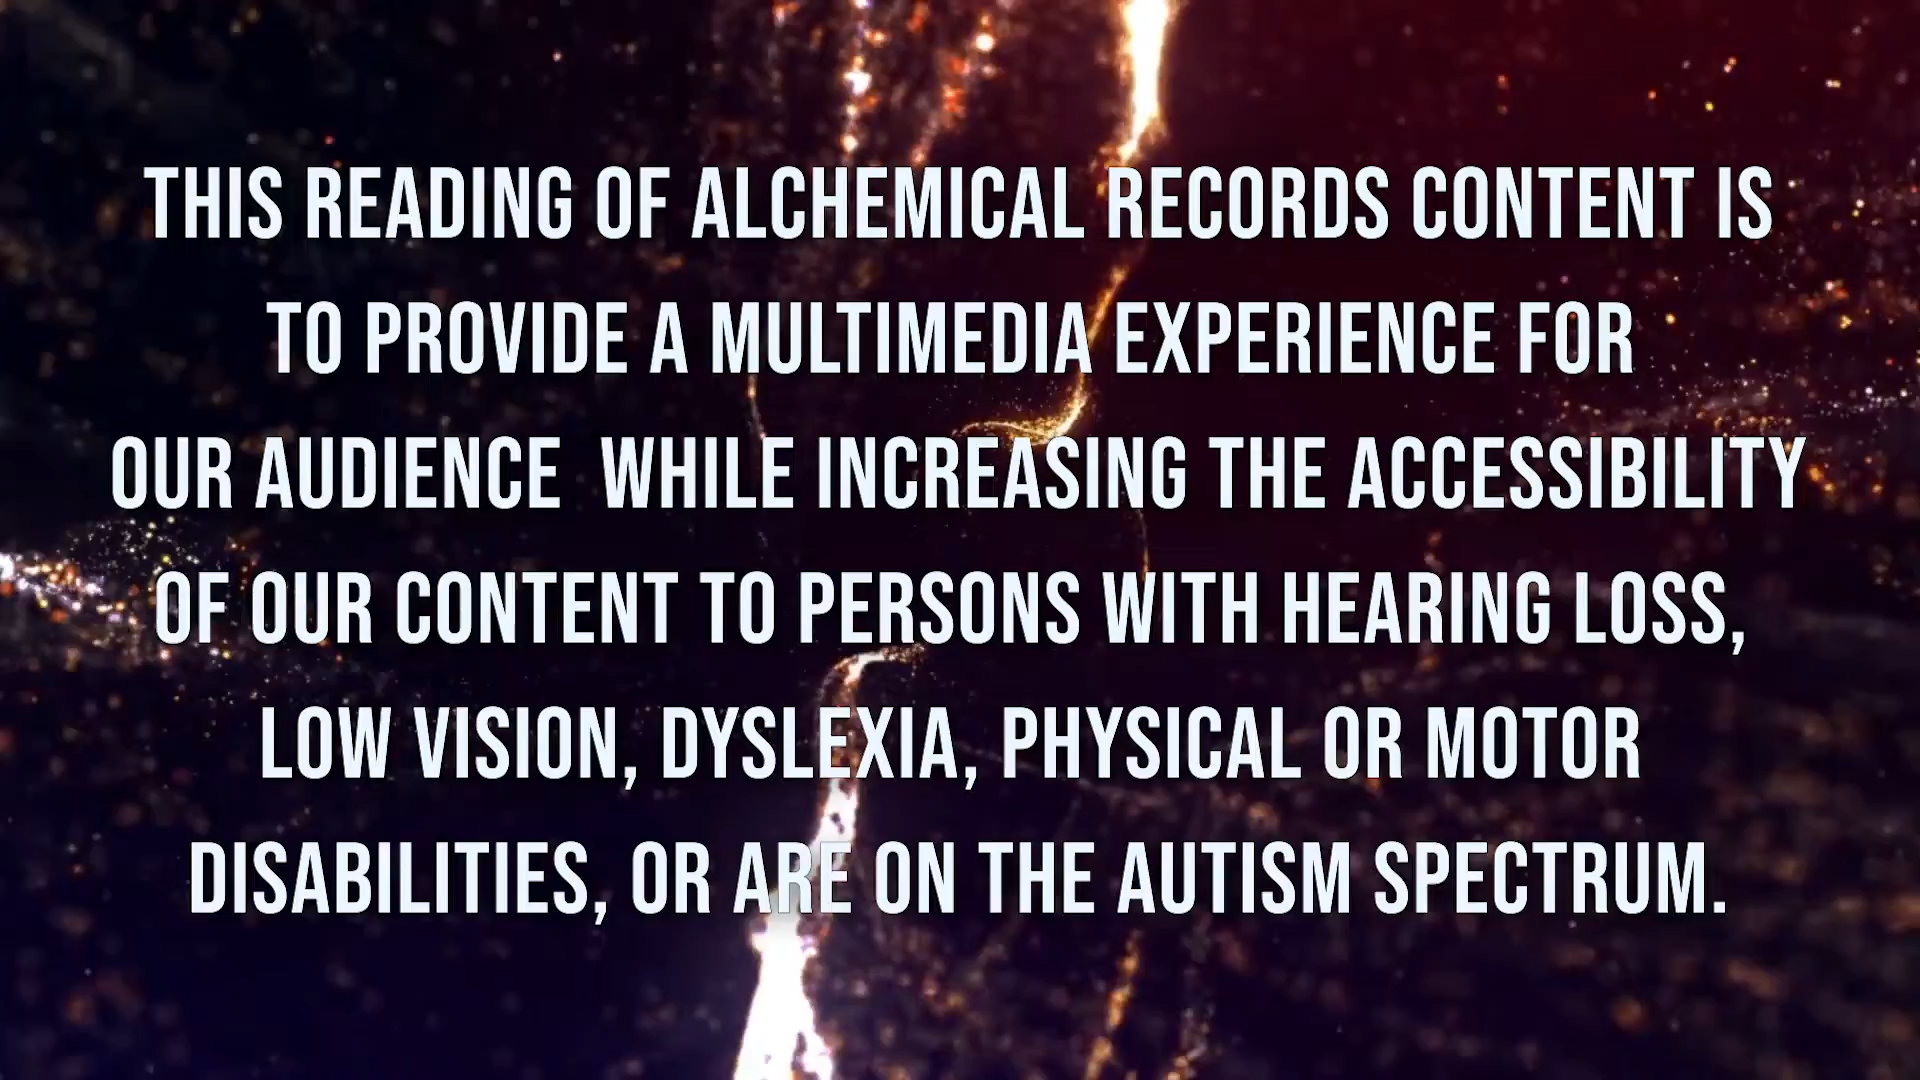 THIS READING OF ALCHEMICAL RECORDS CONTENT IS
TO PROVIDE A MULTIMEDIA EXPERIENCE FOR
OUR AUDIENCE  WHILE INCREASING THE ACCESSIBILITY
OF OUR CONTENT TO PERSONS WITH HEARING LOSS,
LOW VISION, DYSLEXIA, PHYSICAL OR MOTOR
DISABILITIES, OR ARE ON THE AUTISM SPECTRUM.